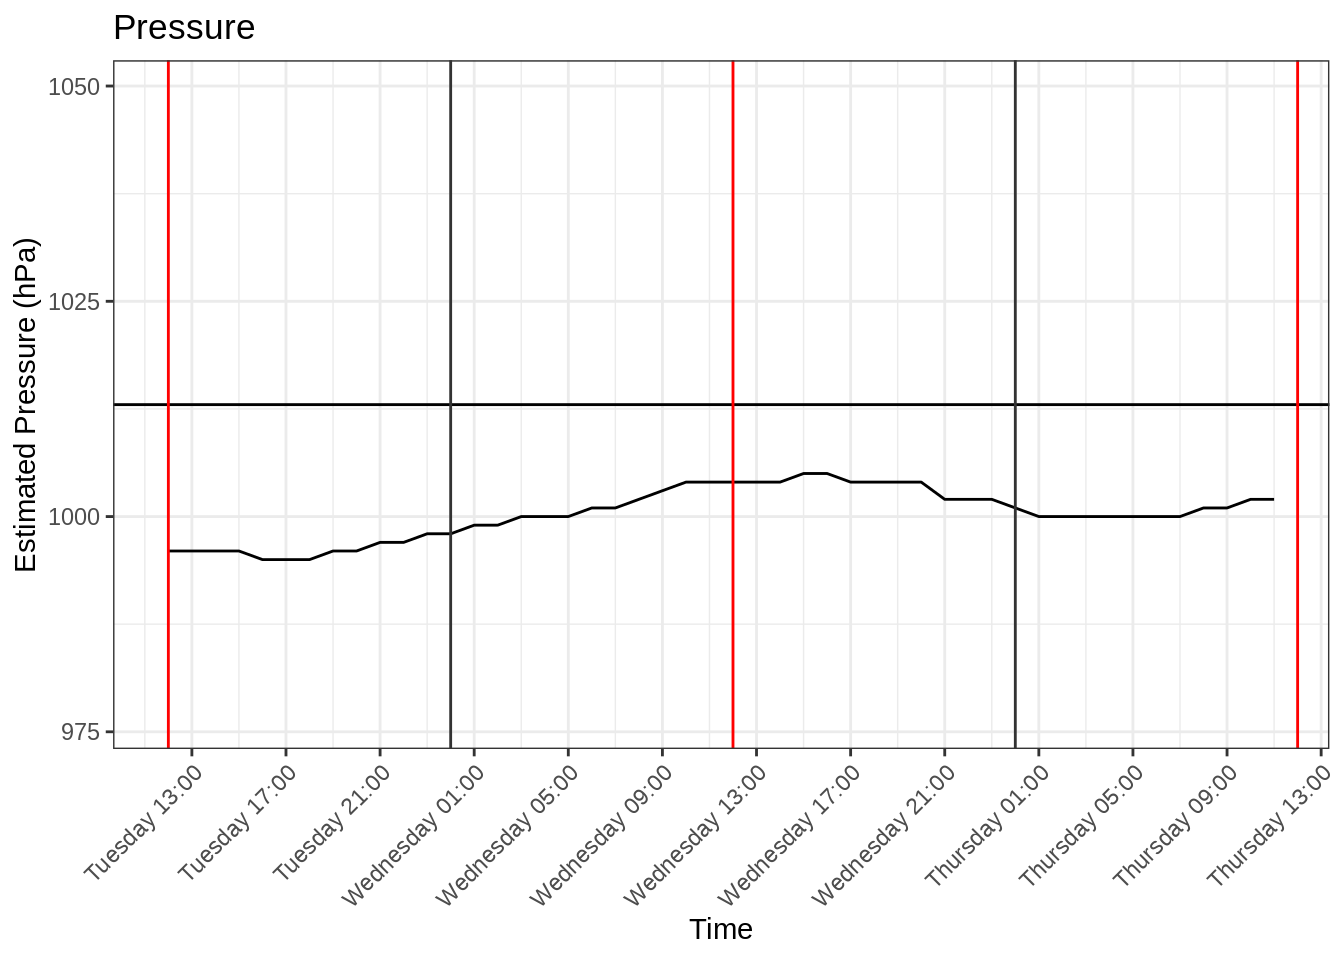 Pressure
Estimated Pressure (hPa)
1050
1025
1000
975
Tuesday 13:00
Tuesday 17:00
Tuesday 21:00
Wednesday 01:00
Wednesday 05:00
Wednesday 09:00
Wednesday 13:00
Wednesday 17:00
Wednesday 21:00
Thursday 01:00
Thursday 05:00
Thursday 09:00
Thursday 13:00
Time